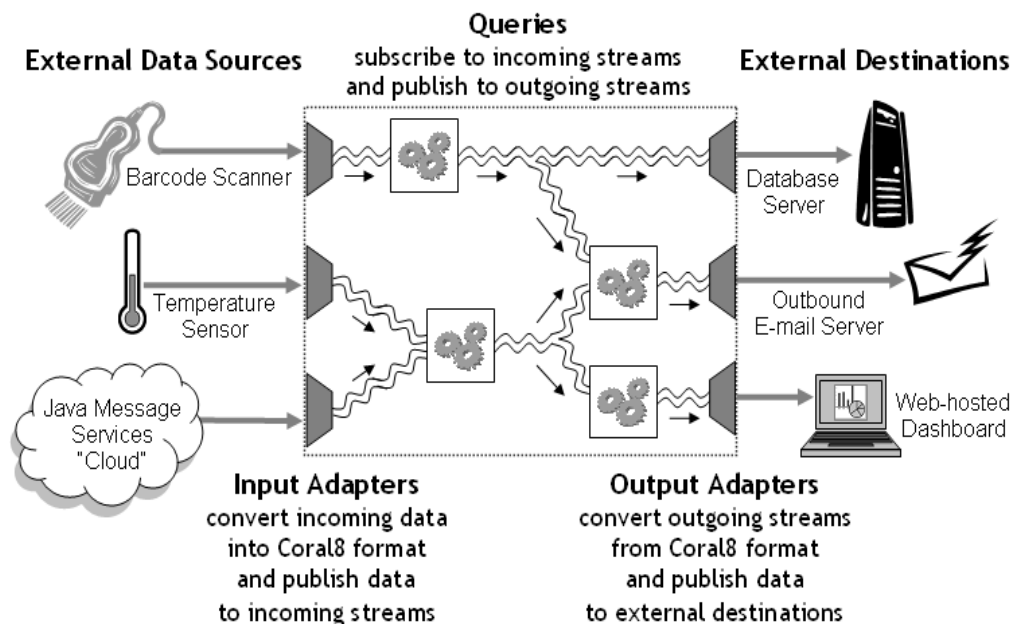 Queries
subscribe to incoming streams
and publish to outgoing streams
External Data Sources
External Destinations
Barcode Scanner
Database
Server
Temperature
Sensor
Outbound
E-mail Server
Java Message
Services
"Cloud"
Web-hosted
Dashboard
Input Adapters
convert incoming data
into Coral8 format
and publish data
to incoming streams
Output Adapters
convert outgoing streams
from Coral8 format
and publish data
to external destinations